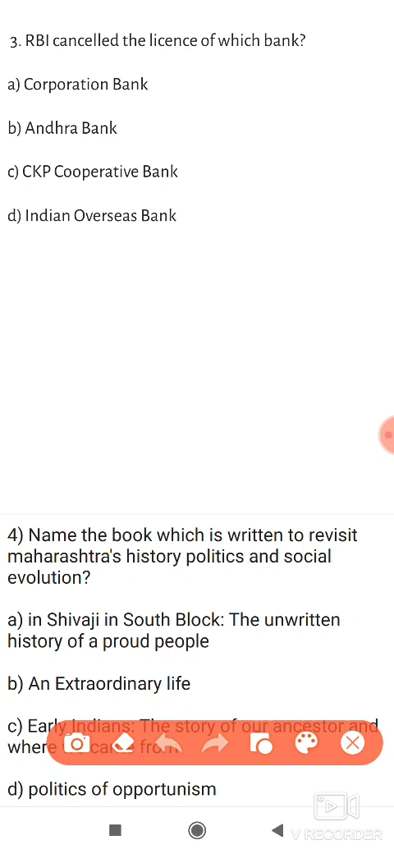 3. RBI cancelled the licence of which bank?
a) Corporation Bank
b) Andhra Bank
c) CKP Cooperative Bank
d) Indian Overseas Bank
4) Name the book which is written to revisit
maharashtra's history politics and social
evolution?
a) in Shivaji in South Block: The unwritten
history of a proud people
b) An Extraordinary life
c) Early Indians: The story of our ancestor and
where from
d) politics of opportunism
V RECORDER